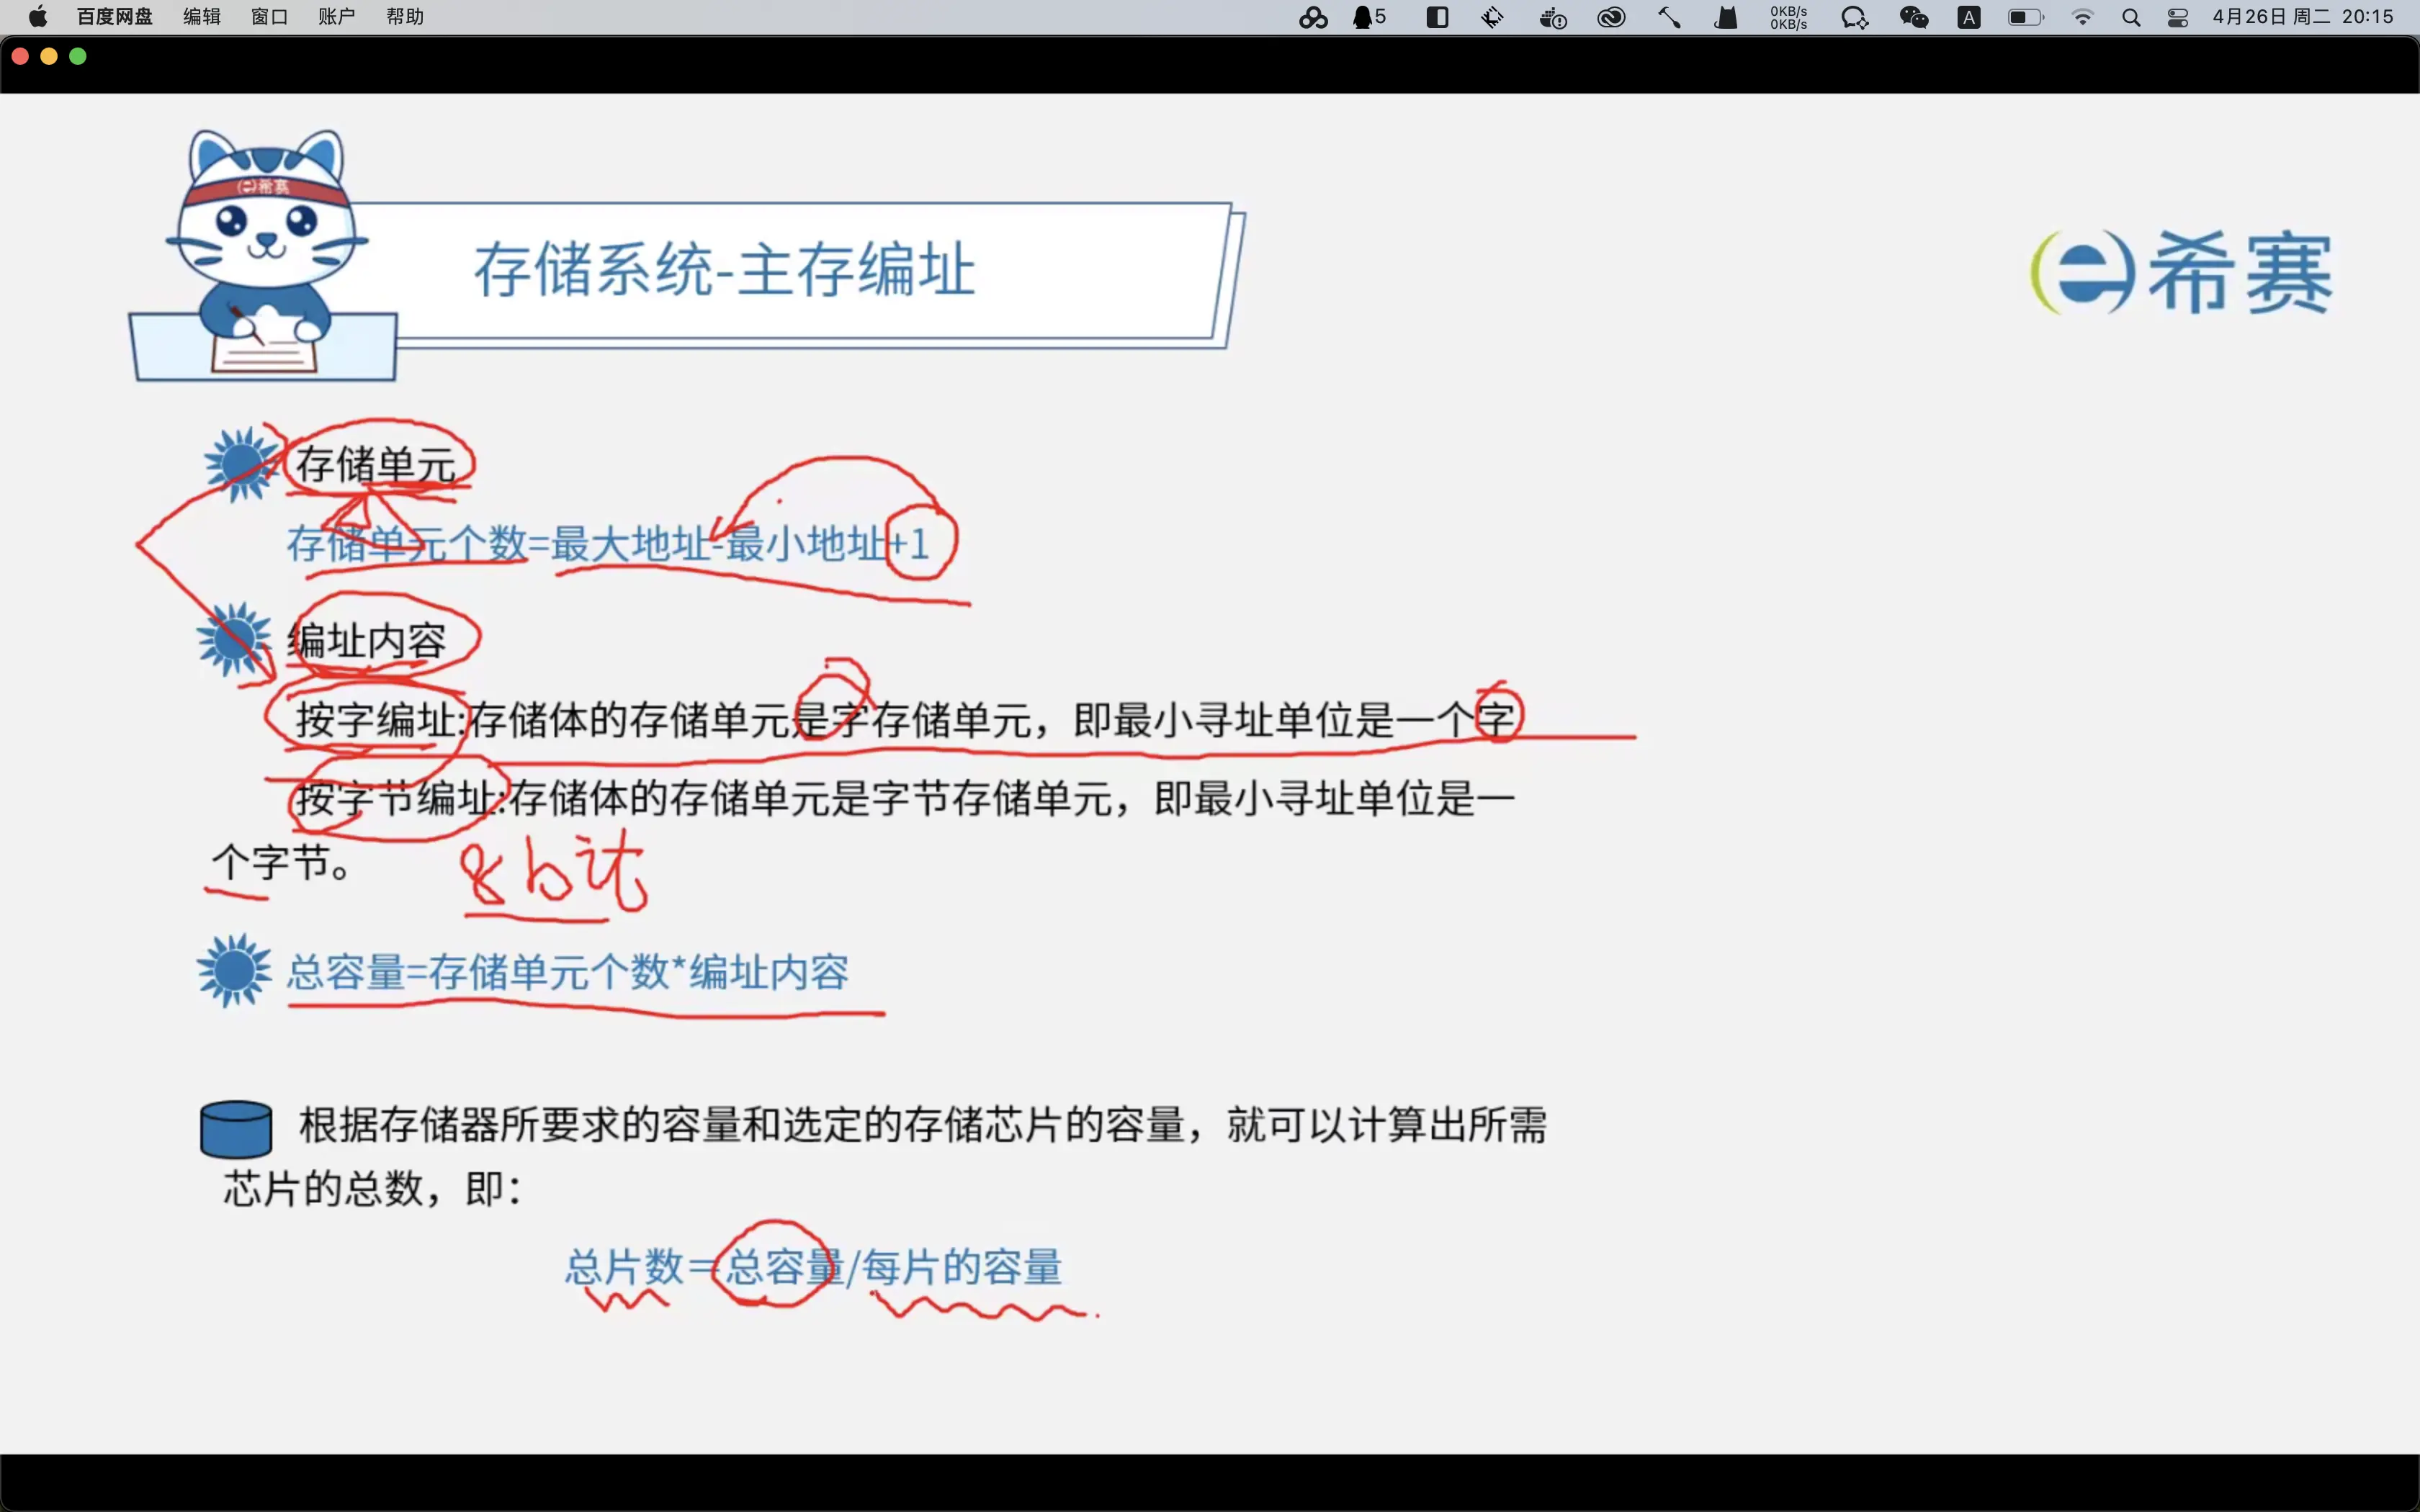 百度网盘 编辑 窗口 账户 帮助 5 0KB/s 0KB/s A 4月26日 周二 20:15
希赛
存储系统-主存编址
希赛
存储单元
存储单元个数=最大地址-最小地址+1
编址内容
按字编址:存储体的存储单元是字存储单元，即最小寻址单位是一个字
按字节编址:存储体的存储单元是字节存储单元，即最小寻址单位是一
个字节。
8 bit
总容量=存储单元个数*编址内容
根据存储器所要求的容量和选定的存储芯片的容量，就可以计算出所需
芯片的总数，即：
总片数＝总容量/每片的容量